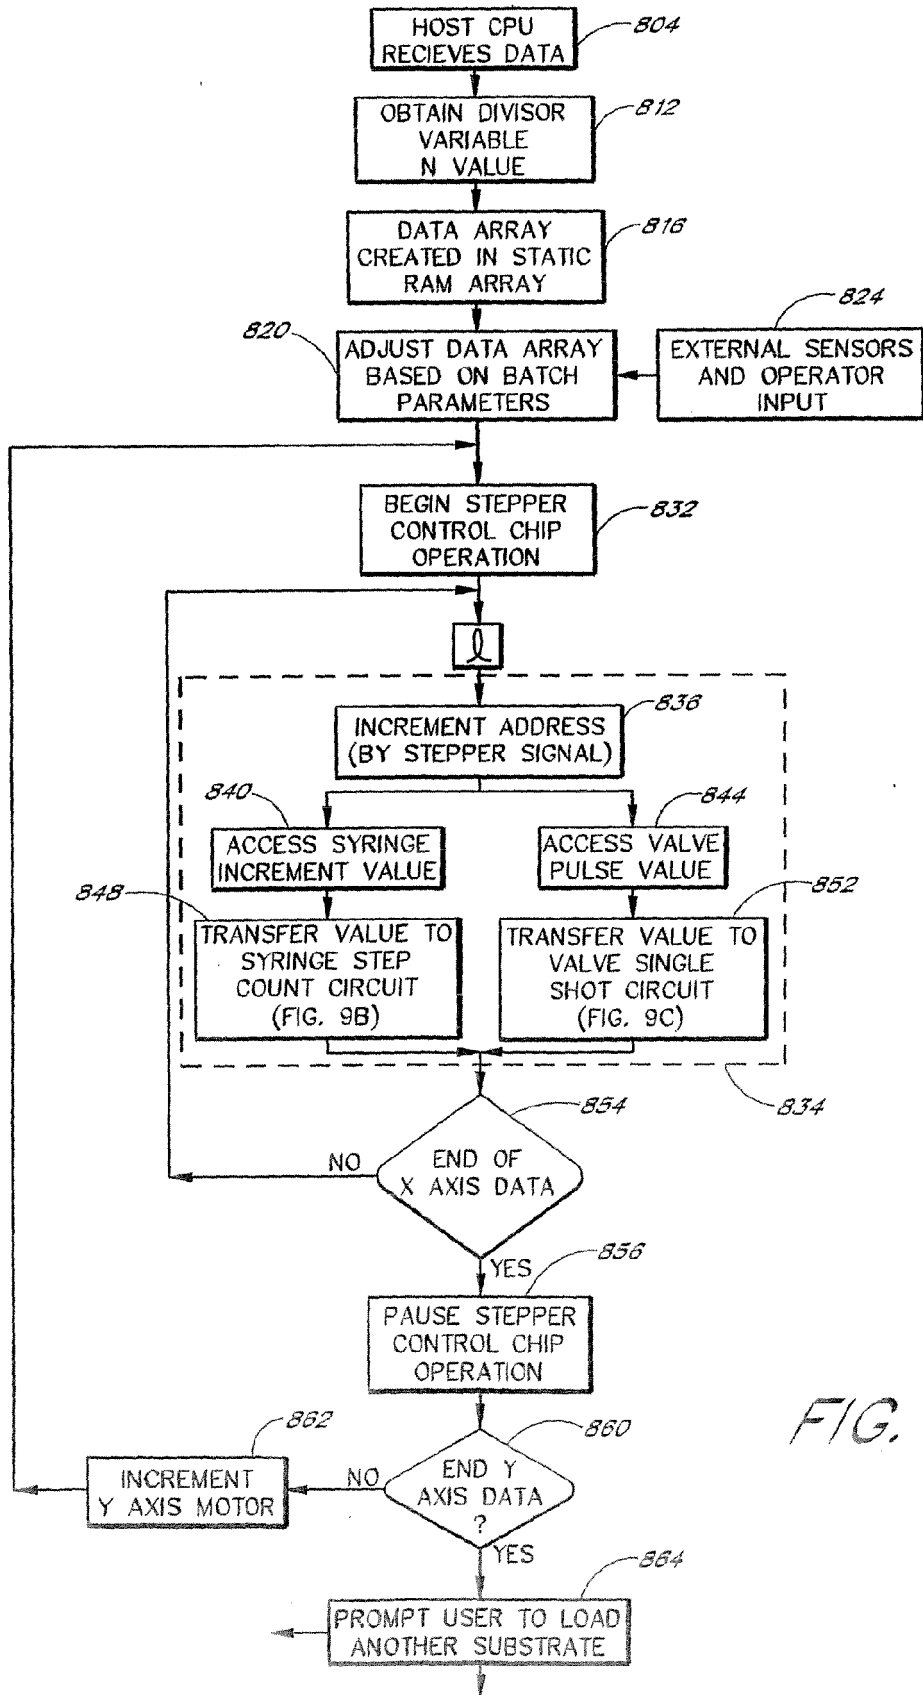 HOST CPU
RECIEVES DATA
804
OBTAIN DIVISOR
VARIABLE
N VALUE
812
DATA ARRAY
CREATED IN STATIC
RAM ARRAY
816
820
ADJUST DATA ARRAY
BASED ON BATCH
PARAMETERS
824
EXTERNAL SENSORS
AND OPERATOR
INPUT
BEGIN STEPPER
CONTROL CHIP
OPERATION
832
l
INCREMENT ADDRESS
(BY STEPPER SIGNAL)
836
840
ACCESS SYRINGE
INCREMENT VALUE
844
ACCESS VALVE
PULSE VALUE
848
TRANSFER VALUE TO
SYRINGE STEP
COUNT CIRCUIT
(FIG. 9B)
852
TRANSFER VALUE TO
VALVE SINGLE
SHOT CIRCUIT
(FIG. 9C)
834
854
END OF
X AXIS DATA
NO
YES
856
PAUSE STEPPER
CONTROL CHIP
OPERATION
860
END Y
AXIS DATA
?
NO
862
INCREMENT
Y AXIS MOTOR
YES
864
PROMPT USER TO LOAD
ANOTHER SUBSTRATE
FIG.